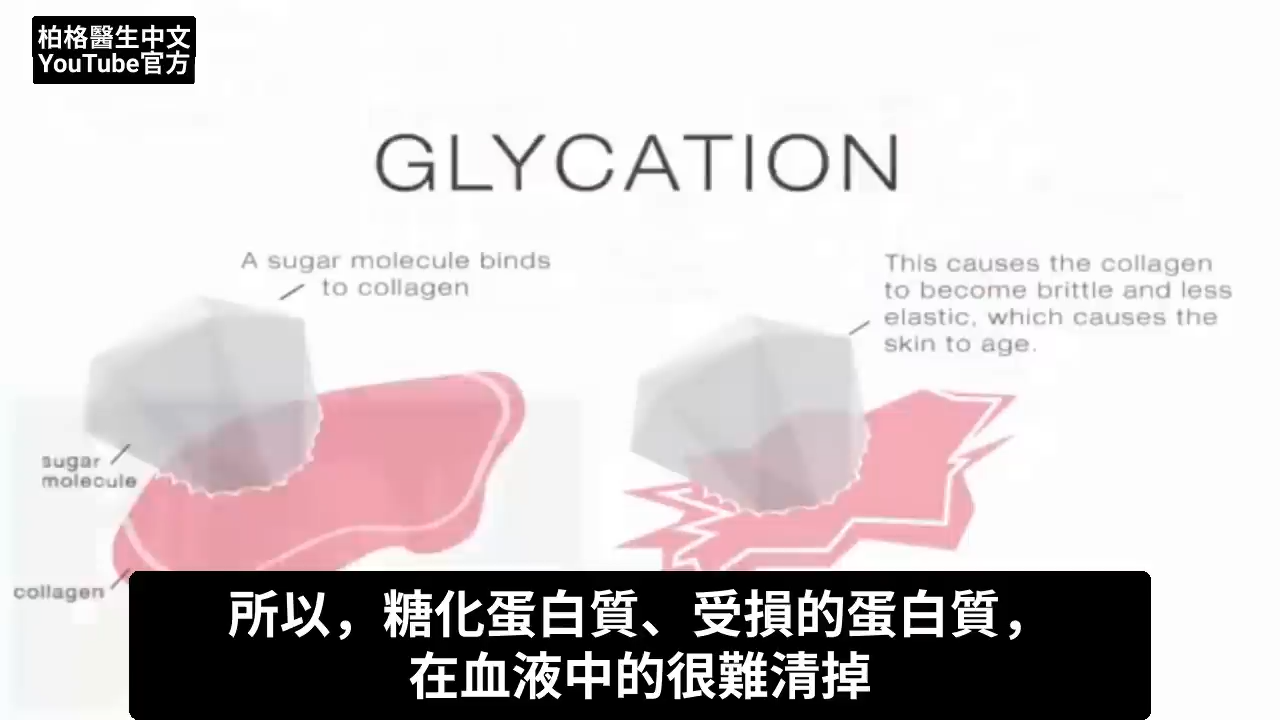 柏格醫生中文
YouTube官方
GLYCATION
A sugar molecule binds
to collagen
This causes the collagen
to become brittle and less
elastic, which causes the
skin to age.
sugar
molecule
collagen
所以，糖化蛋白質、受損的蛋白質，
在血液中的很難清掉